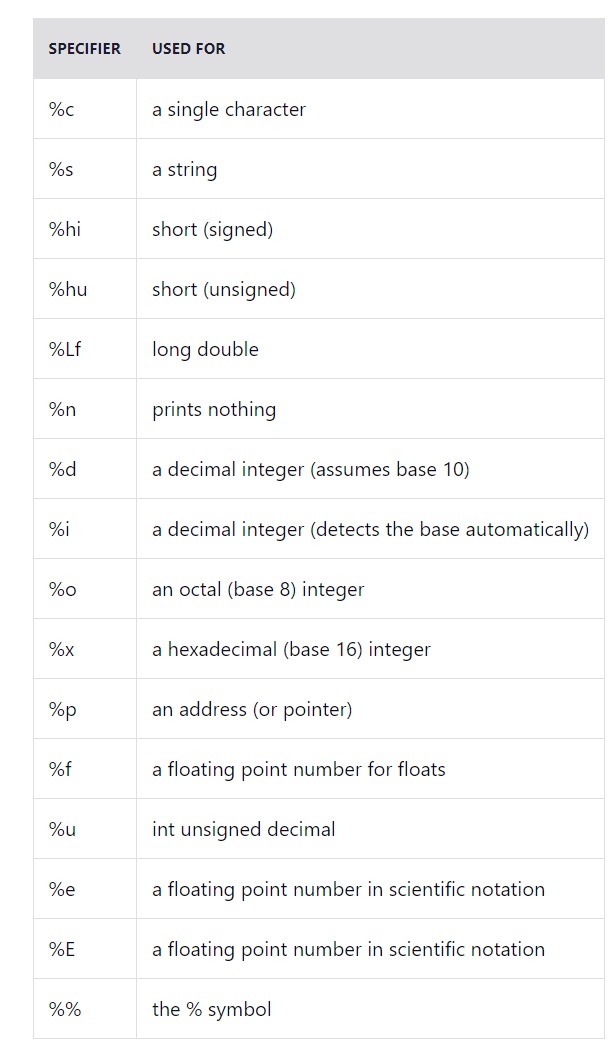 SPECIFIER USED FOR
%c a single character
%s a string
%hi short (signed)
%hu short (unsigned)
%Lf long double
%n prints nothing
%d a decimal integer (assumes base 10)
%i a decimal integer (detects the base automatically)
%o an octal (base 8) integer
%x a hexadecimal (base 16) integer
%p an address (or pointer)
%f a floating point number for floats
%u int unsigned decimal
%e a floating point number in scientific notation
%E a floating point number in scientific notation
%% the % symbol